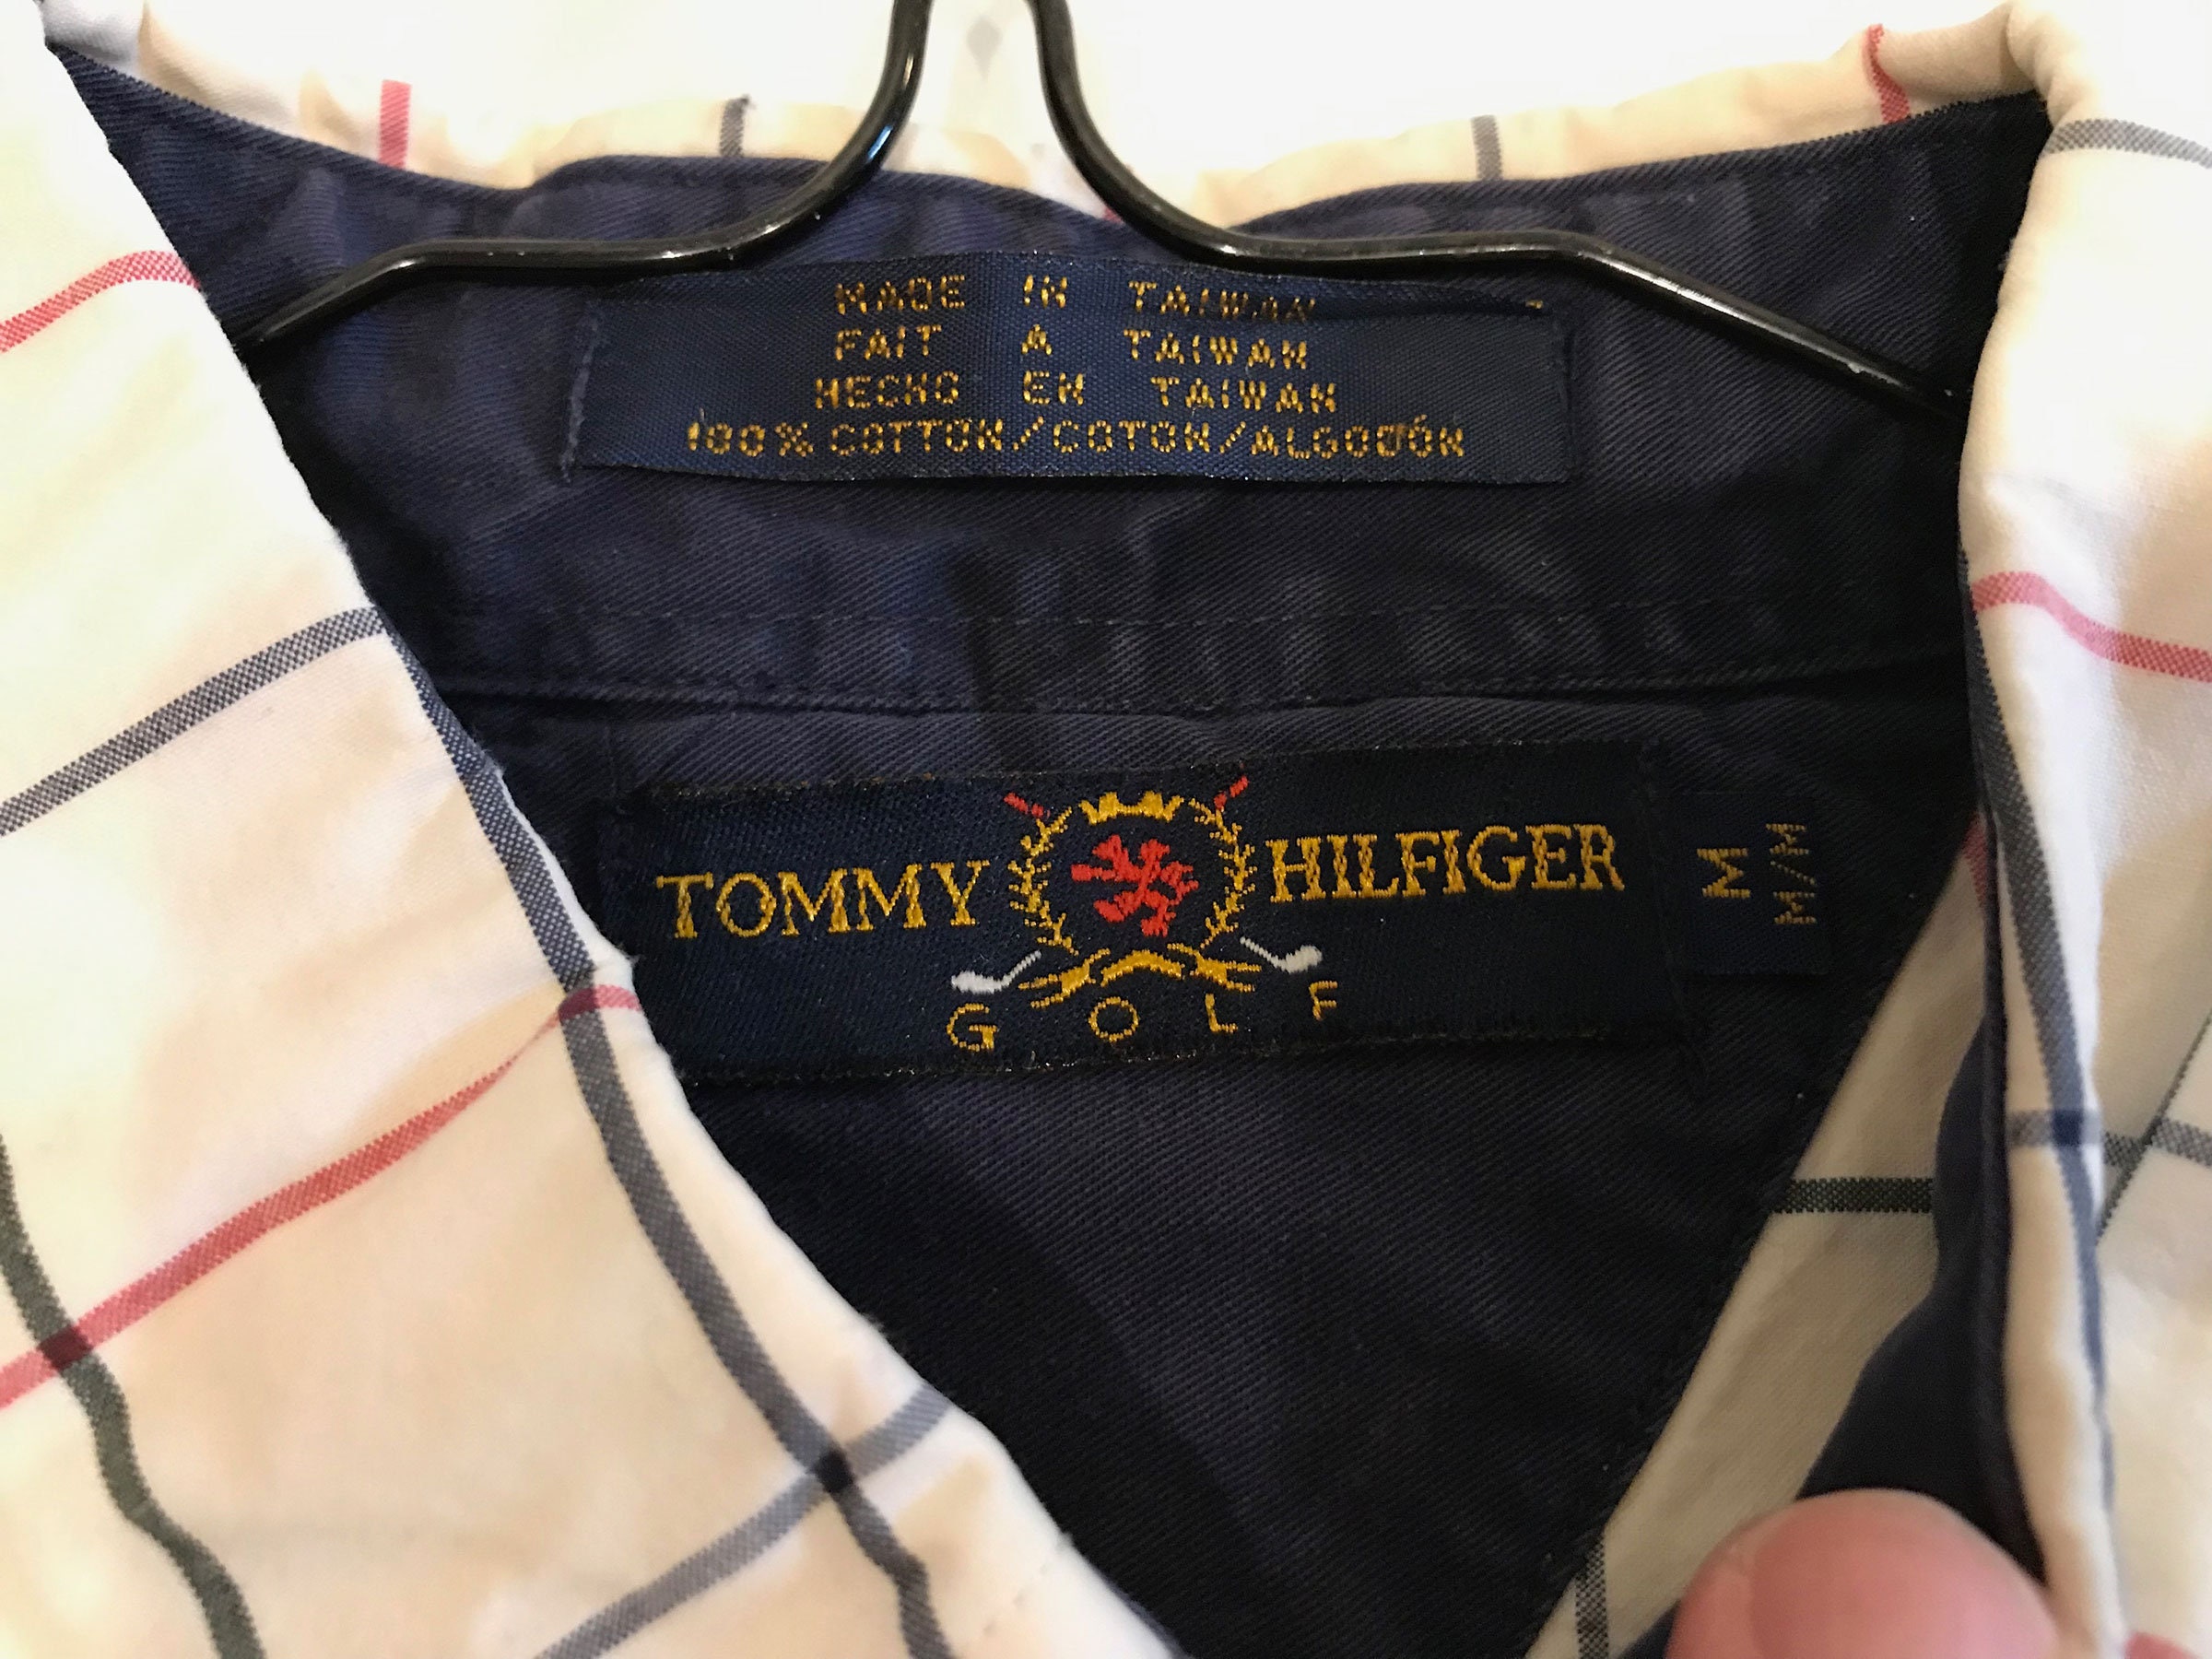 MADE IN TAIWAN
FAIT A TAIWAN
HECHO EN TAIWAN
100% COTTON/COTON/ALGODÓN
TOMMY HILFIGER
GOLF
M
M/M